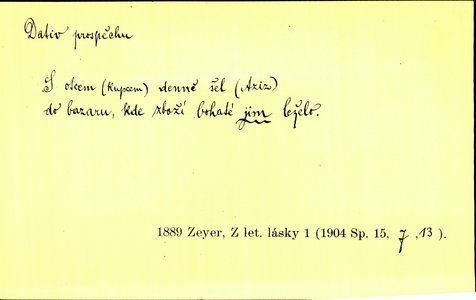 Dativ prospěchu
S otcem (kupcem) denně šel (Aziz)
do bazaru, kde zboží bohaté jim leželo.
1889 Zeyer, Z let. lásky 1 (1904 Sp. 15, 7, 13).